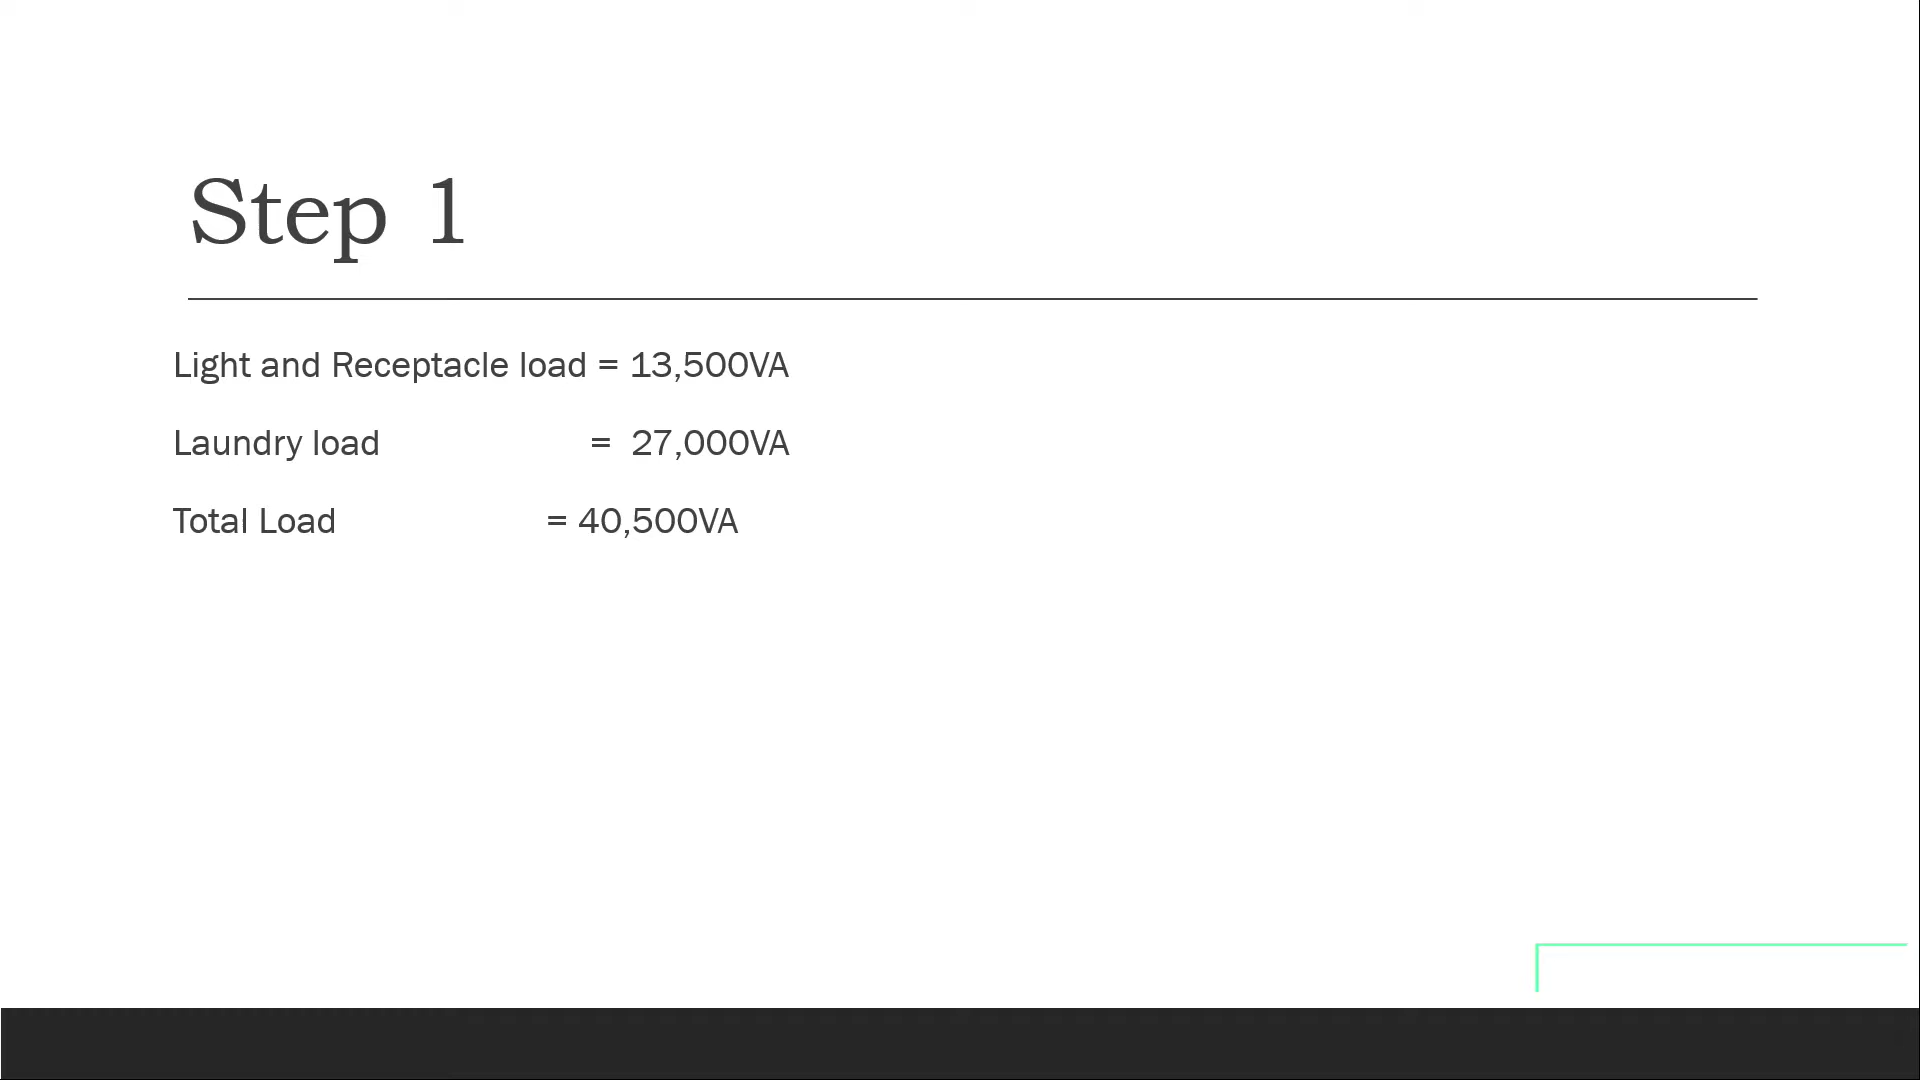 Step 1
Light and Receptacle load = 13,500VA
Laundry load = 27,000VA
Total Load = 40,500VA